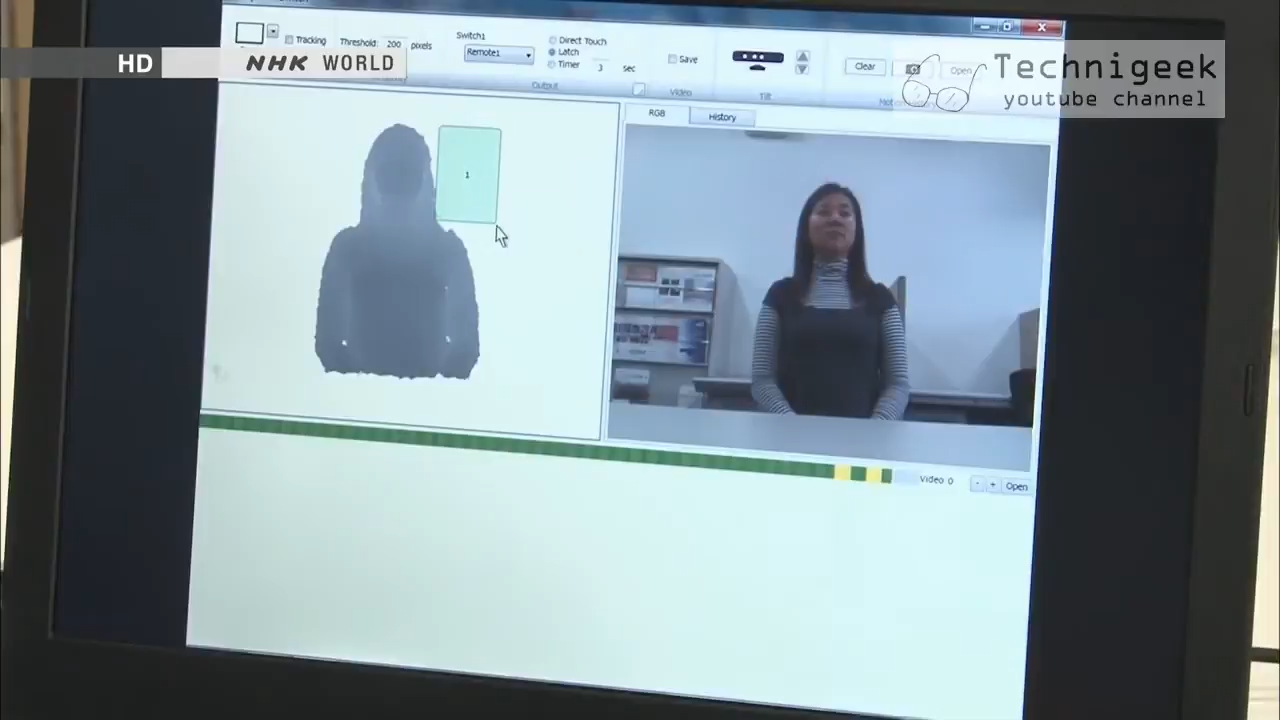 HD
NHK WORLD
Technigeek
youtube channel
Tracking
Threshold: 200 pixels
Switch1
Remote1
Direct Touch
Latch
Timer 3 sec
Save
Clear
Open
Output
Video
Tilt
RGB
History
1
Video 0
- + Open